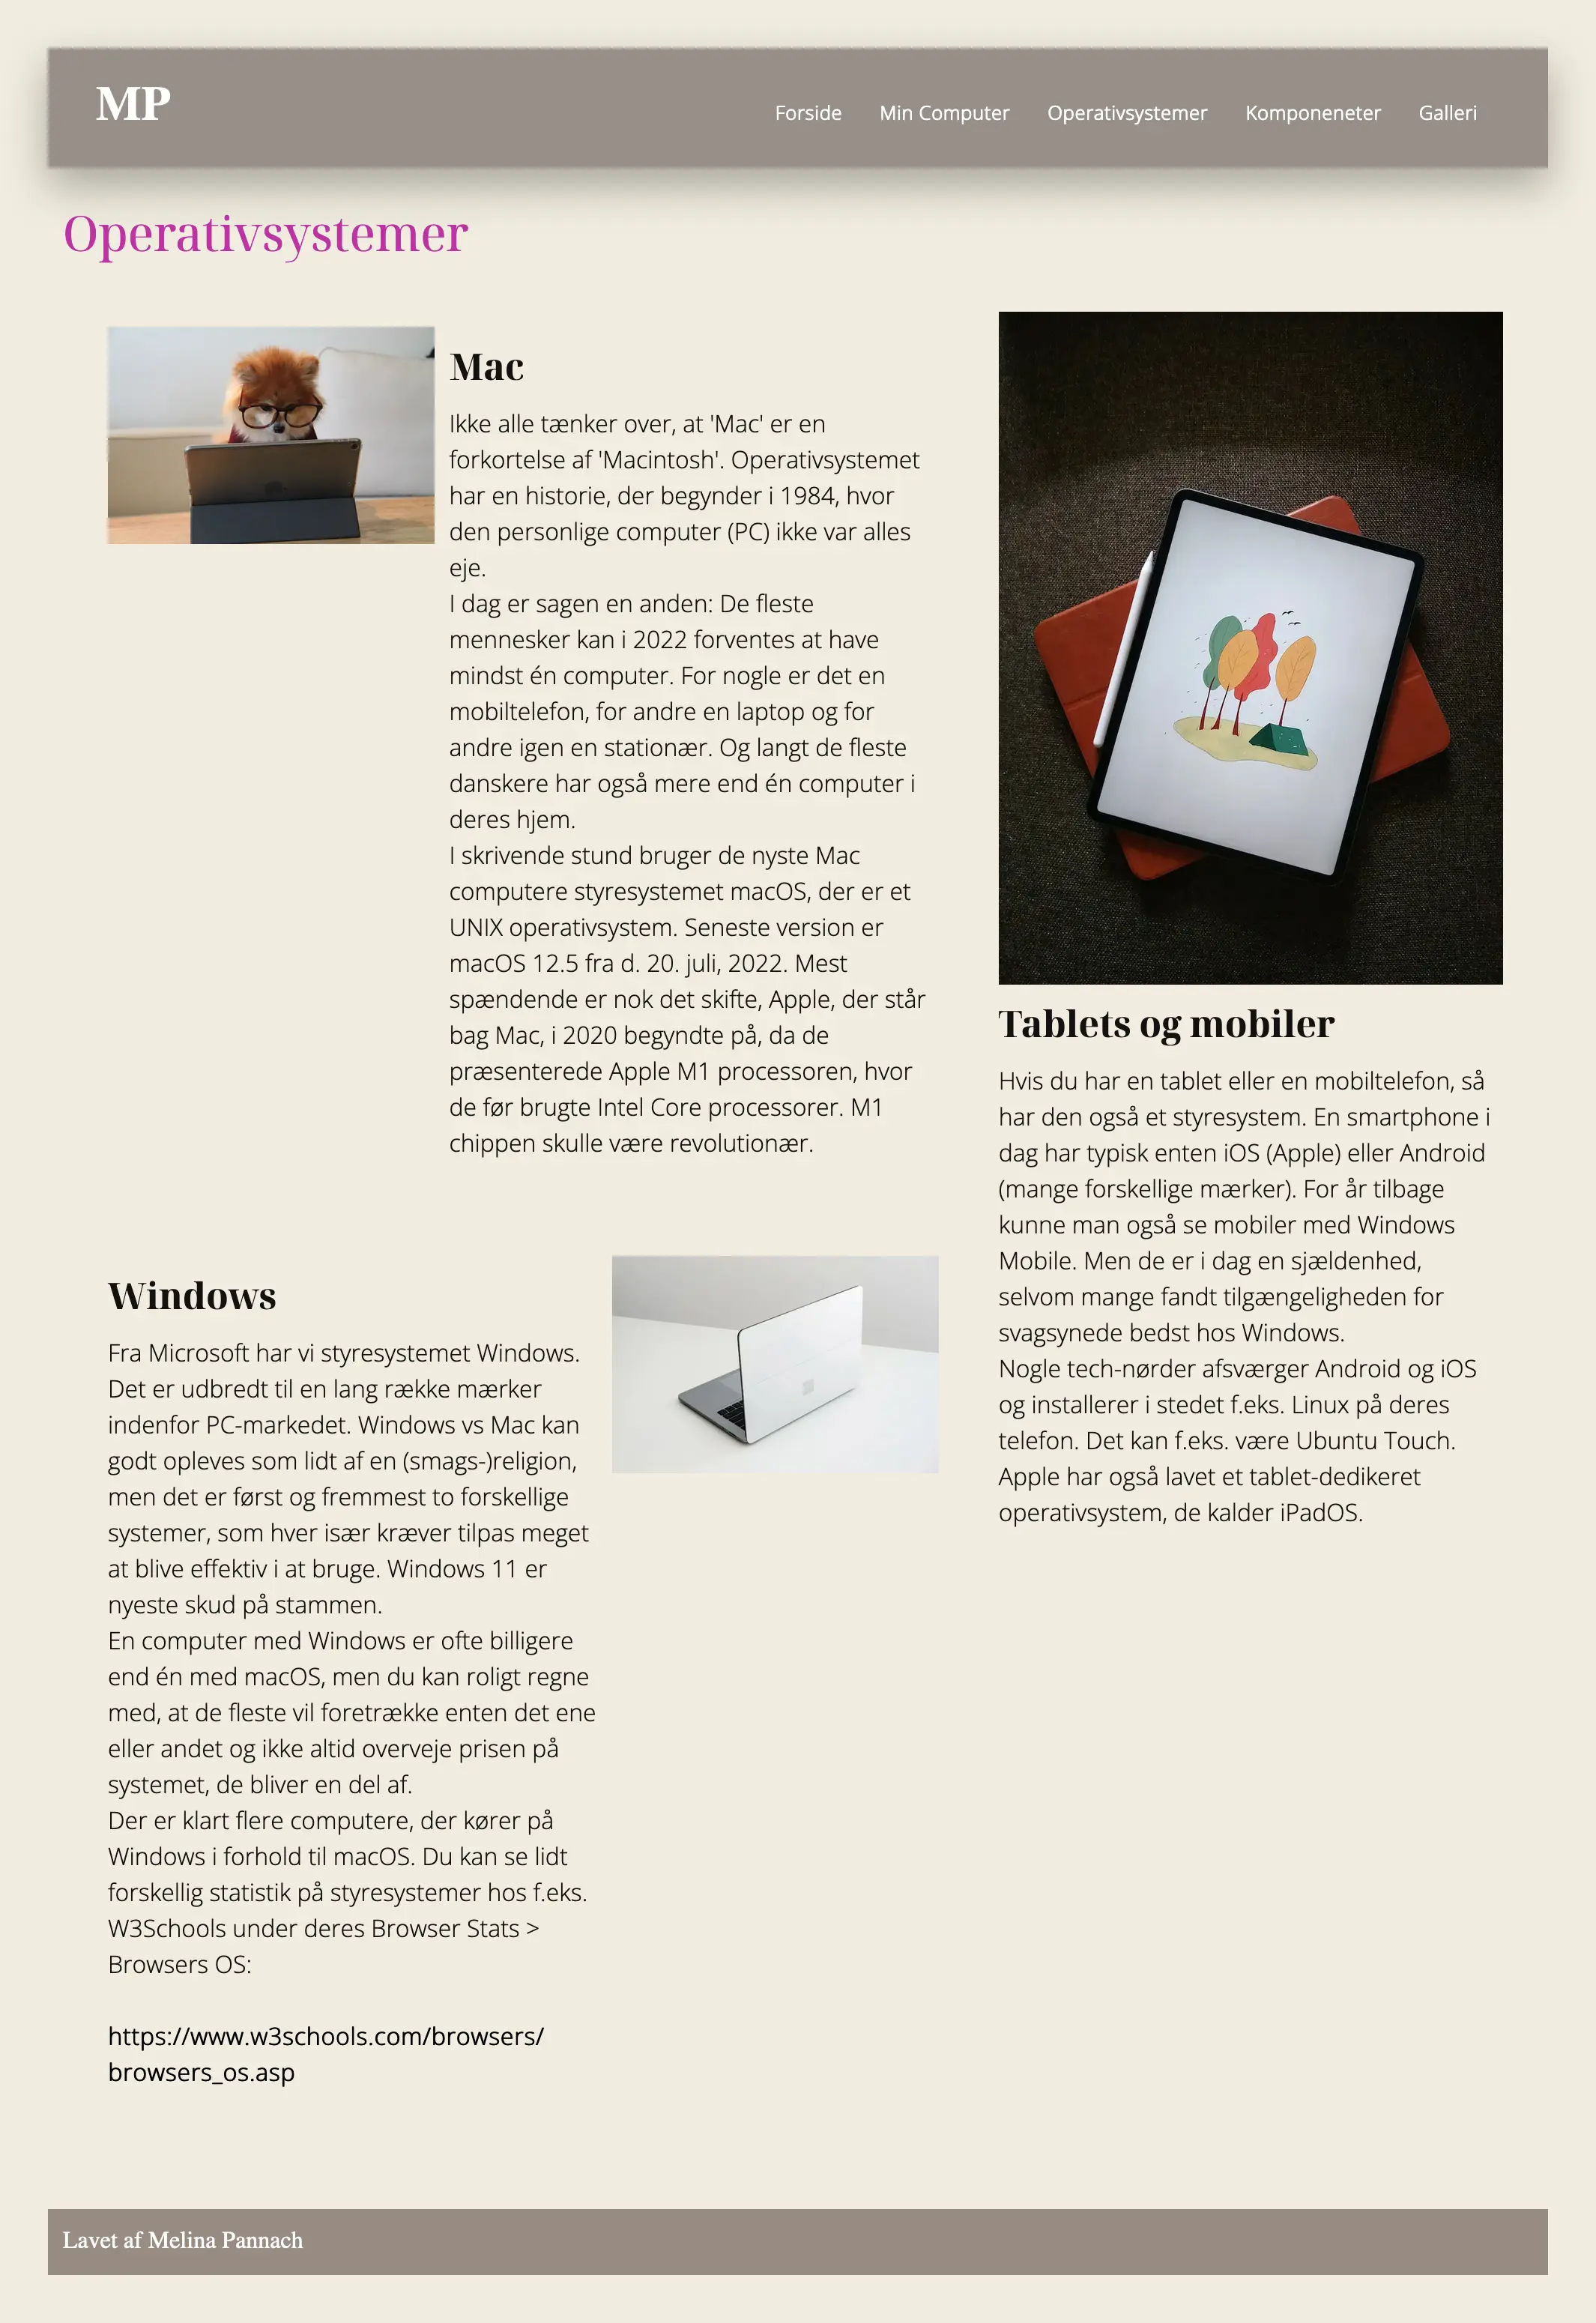 MP
Forside Min Computer Operativsystemer Komponeneter Galleri
Operativsystemer
Mac
Ikke alle tænker over, at 'Mac' er en
forkortelse af 'Macintosh'. Operativsystemet
har en historie, der begynder i 1984, hvor
den personlige computer (PC) ikke var alles
eje.
I dag er sagen en anden: De fleste
mennesker kan i 2022 forventes at have
mindst én computer. For nogle er det en
mobiltelefon, for andre en laptop og for
andre igen en stationær. Og langt de fleste
danskere har også mere end én computer i
deres hjem.
I skrivende stund bruger de nyste Mac
computere styresystemet macOS, der er et
UNIX operativsystem. Seneste version er
macOS 12.5 fra d. 20. juli, 2022. Mest
spændende er nok det skifte, Apple, der står
bag Mac, i 2020 begyndte på, da de
præsenterede Apple M1 processoren, hvor
de før brugte Intel Core processorer. M1
chippen skulle være revolutionær.
Windows
Fra Microsoft har vi styresystemet Windows.
Det er udbredt til en lang række mærker
indenfor PC-markedet. Windows vs Mac kan
godt opleves som lidt af en (smags-)religion,
men det er først og fremmest to forskellige
systemer, som hver især kræver tilpas meget
at blive effektiv i at bruge. Windows 11 er
nyeste skud på stammen.
En computer med Windows er ofte billigere
end én med macOS, men du kan roligt regne
med, at de fleste vil foretrække enten det ene
eller andet og ikke altid overveje prisen på
systemet, de bliver en del af.
Der er klart flere computere, der kører på
Windows i forhold til macOS. Du kan se lidt
forskellig statistik på styresystemer hos f.eks.
W3Schools under deres Browser Stats >
Browsers OS:
https://www.w3schools.com/browsers/
browsers_os.asp
Tablets og mobiler
Hvis du har en tablet eller en mobiltelefon, så
har den også et styresystem. En smartphone i
dag har typisk enten iOS (Apple) eller Android
(mange forskellige mærker). For år tilbage
kunne man også se mobiler med Windows
Mobile. Men de er i dag en sjældenhed,
selvom mange fandt tilgængeligheden for
svagsynede bedst hos Windows.
Nogle tech-nørder afsværger Android og iOS
og installerer i stedet f.eks. Linux på deres
telefon. Det kan f.eks. være Ubuntu Touch.
Apple har også lavet et tablet-dedikeret
operativsystem, de kalder iPadOS.
Lavet af Melina Pannach